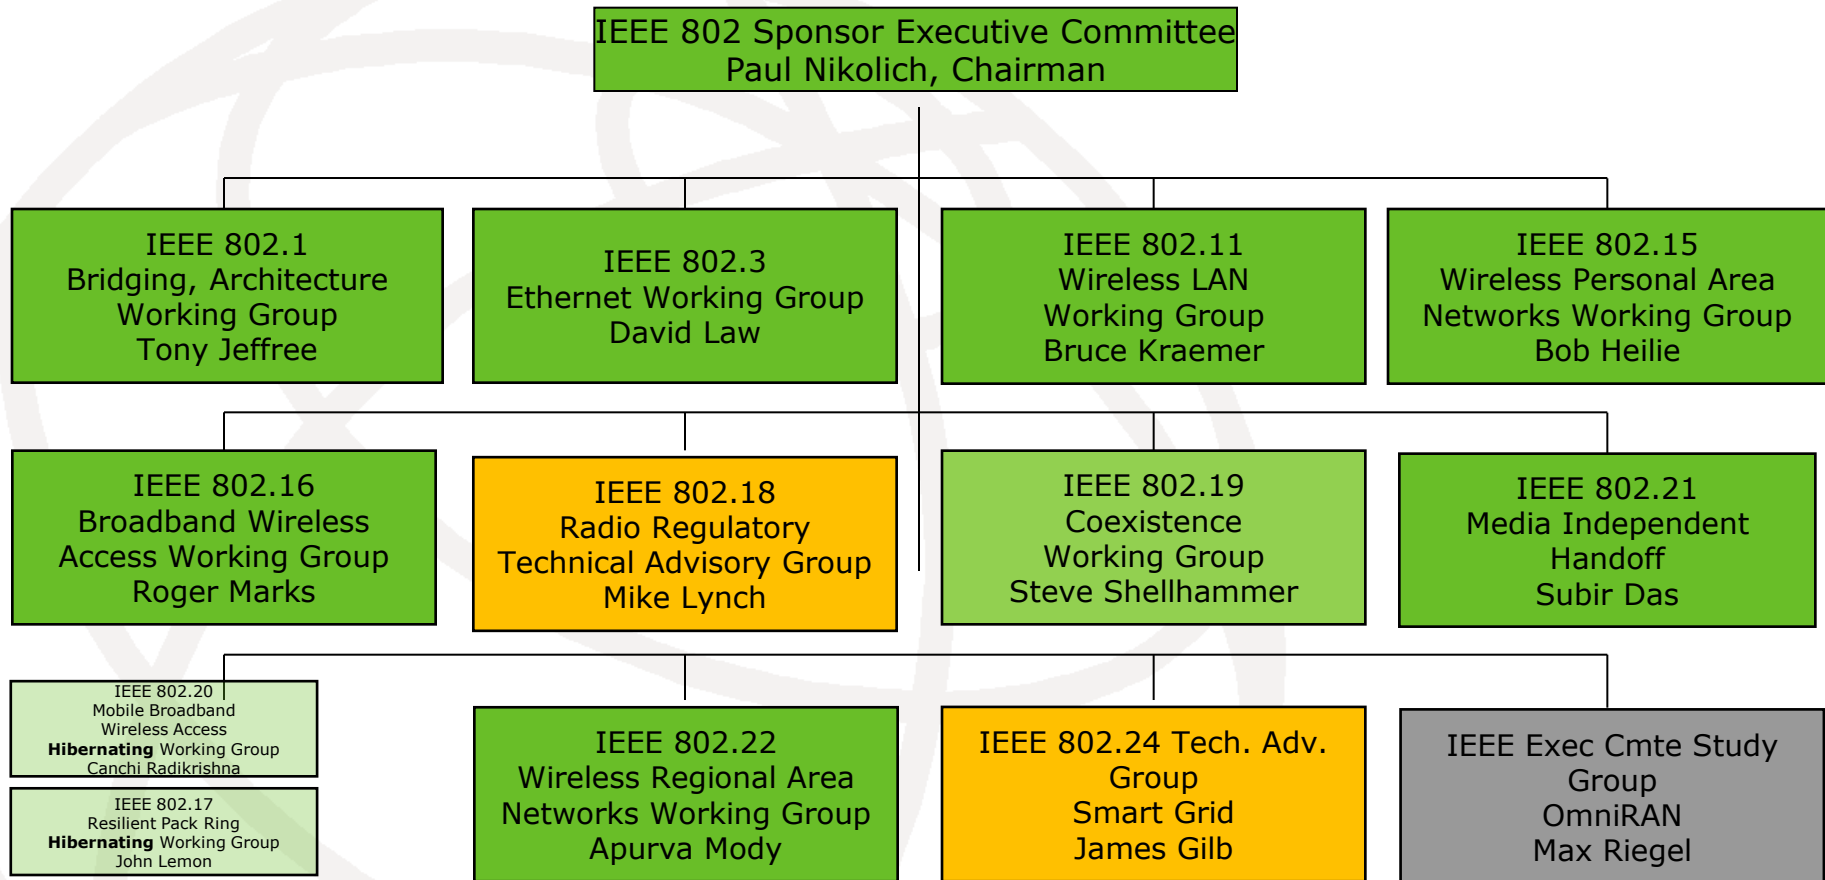 IEEE 802 Sponsor Executive Committee
Paul Nikolich, Chairman
IEEE 802.1
Bridging, Architecture
Working Group
Tony Jeffree
IEEE 802.3
Ethernet Working Group
David Law
IEEE 802.11
Wireless LAN
Working Group
Bruce Kraemer
IEEE 802.15
Wireless Personal Area
Networks Working Group
Bob Heilie
IEEE 802.16
Broadband Wireless
Access Working Group
Roger Marks
IEEE 802.18
Radio Regulatory
Technical Advisory Group
Mike Lynch
IEEE 802.19
Coexistence
Working Group
Steve Shellhammer
IEEE 802.21
Media Independent
Handoff
Subir Das
IEEE 802.20
Mobile Broadband
Wireless Access
Hibernating Working Group
Canchi Radikrishna
IEEE 802.17
Resilient Pack Ring
Hibernating Working Group
John Lemon
IEEE 802.22
Wireless Regional Area
Networks Working Group
Apurva Mody
IEEE 802.24 Tech. Adv.
Group
Smart Grid
James Gilb
IEEE Exec Cmte Study
Group
OmniRAN
Max Riegel